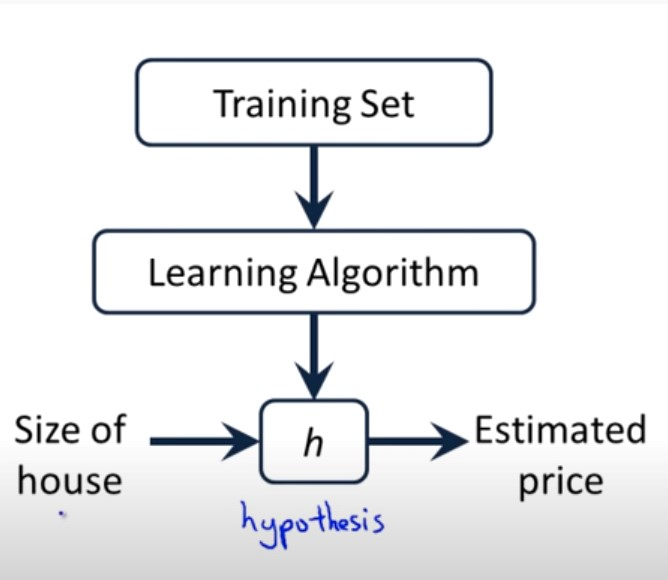 Training Set
Learning Algorithm
Size of
house
h
Estimated
price
hypothesis